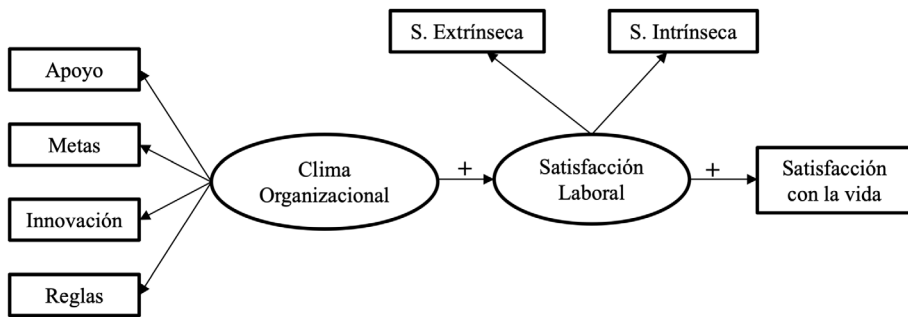 S. Extrínseca
S. Intrínseca
Apoyo
Metas
Innovación
Reglas
Clima
Organizacional
+
Satisfacción
Laboral
+
Satisfacción
con la vida